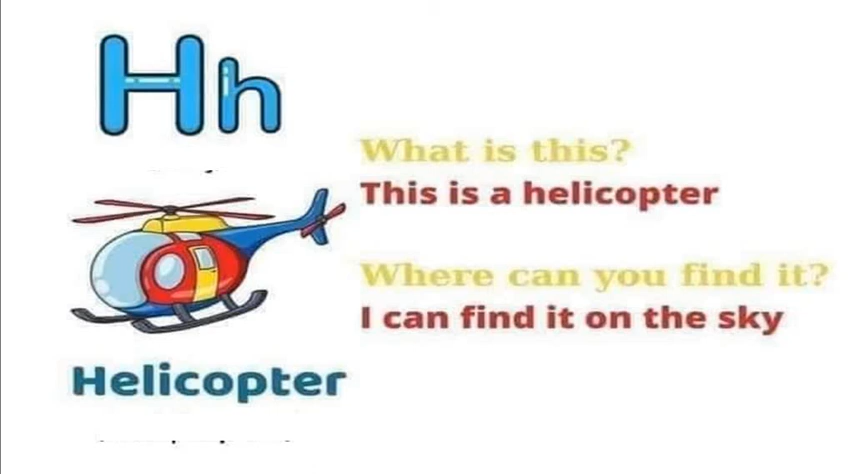 Hh
What is this?
This is a helicopter
Where can you find it?
I can find it on the sky
Helicopter